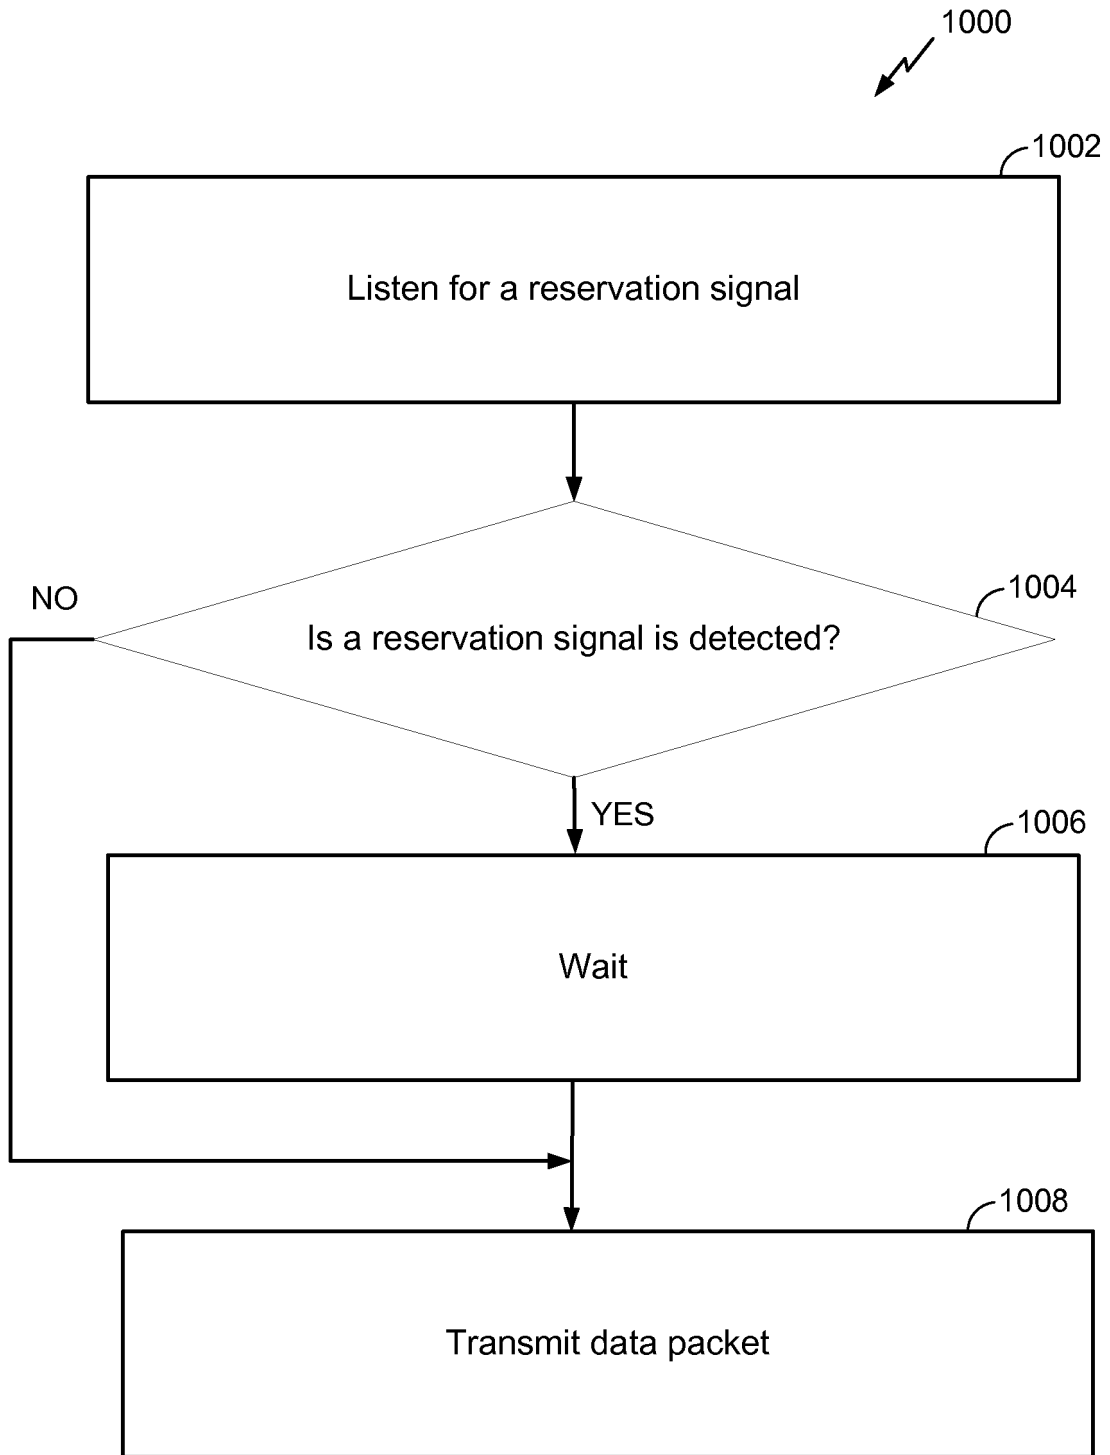 1000
1002
Listen for a reservation signal
NO
1004
Is a reservation signal is detected?
YES
1006
Wait
1008
Transmit data packet